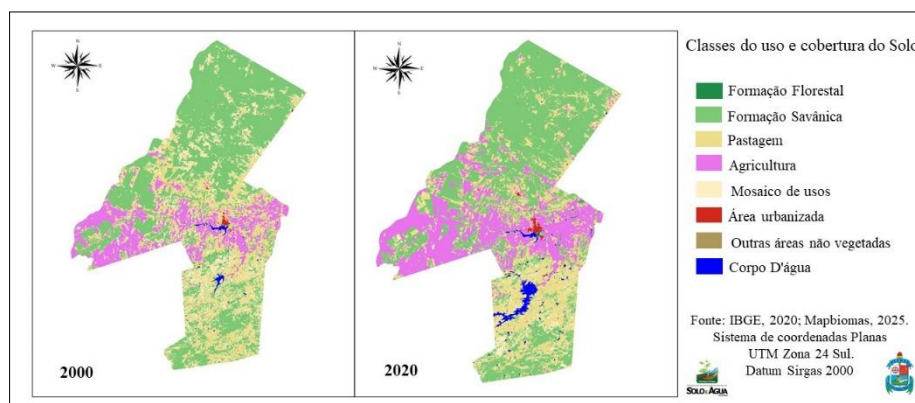 Classes do uso e cobertura do Solo
Formação Florestal
Formação Savânica
Pastagem
Agricultura
Mosaico de usos
Área urbanizada
Outras áreas não vegetadas
Corpo D'água
2000
2020
Fonte: IBGE, 2020; Mapbiomas, 2025.
Sistema de coordenadas Planas
UTM Zona 24 Sul.
Datum Sirgas 2000
SOLO E ÁGUA